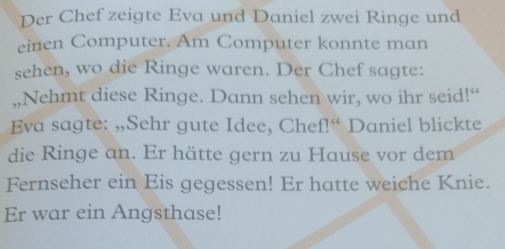 Der Chef zeigte Eva und Daniel zwei Ringe und
einen Computer. Am Computer konnte man
sehen, wo die Ringe waren. Der Chef sagte:
„Nehmt diese Ringe. Dann sehen wir, wo ihr seid!“
Eva sagte: „Sehr gute Idee, Chef!“ Daniel blickte
die Ringe an. Er hätte gern zu Hause vor dem
Fernseher ein Eis gegessen! Er hatte weiche Knie.
Er war ein Angsthase!